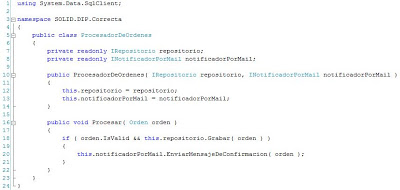 1 using System.Data.SqlClient;
2
3 namespace SOLID.DIP.Correcta
4 {
5 public class ProcesadorDeOrdenes
6 {
7 private readonly IRepositorio repositorio;
8 private readonly INotificadorPorMail notificadorPorMail;
9
10 public ProcesadorDeOrdenes( IRepositorio repositorio, INotificadorPorMail notificadorPorMail )
11 {
12 this.repositorio = repositorio;
13 this.notificadorPorMail = notificadorPorMail;
14 }
15
16 public void Procesar( Orden orden )
17 {
18 if ( orden.IsValid && this.repositorio.Grabar( orden ) )
19 {
20 this.notificadorPorMail.EnviarMensajeDeConfirmacion( orden );
21 }
22 }
23 }
24 }